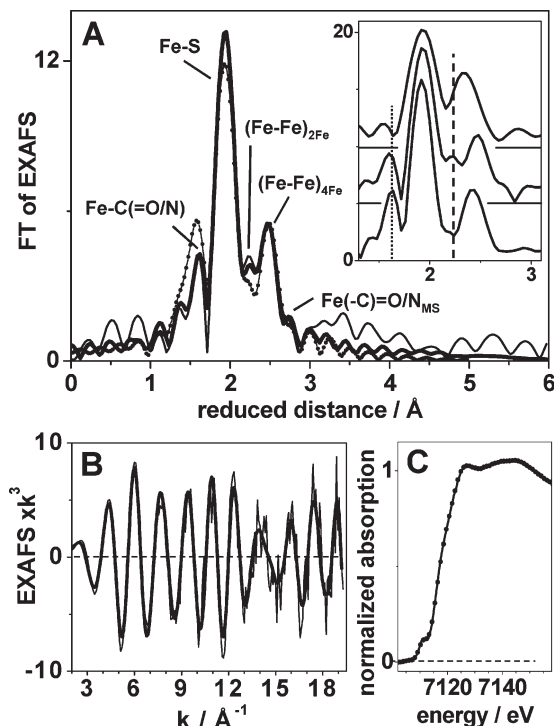 A
Fe-S
(Fe-Fe)2Fe
(Fe-Fe)4Fe
Fe-C(=O/N)
Fe(-C)=O/NMS
12
0
FT of EXAFS
0 1 2 3 4 5 6
reduced distance / Å
20
0
2 3
B
10
0
-10
EXAFS xk3
3 6 9 12 15 18
k / Å-1
C
1
0
normalized absorption
7120 7140
energy / eV